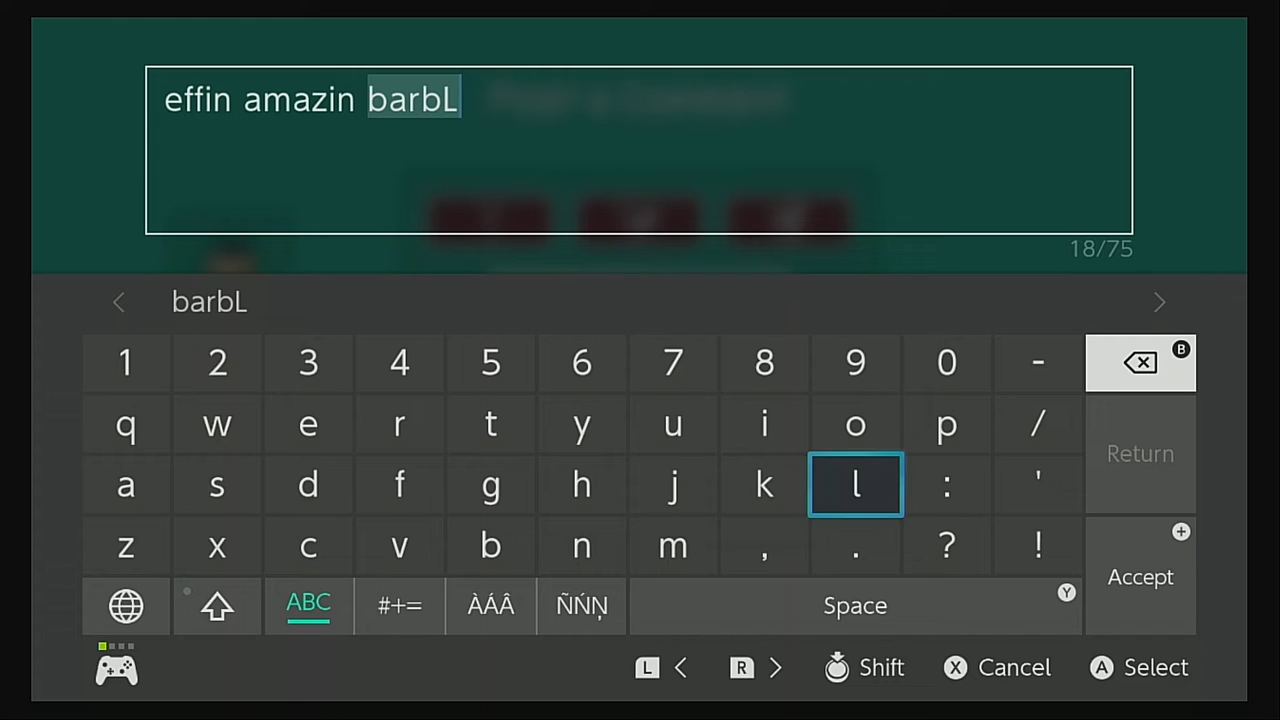 effin amazin barbL
18/75
barbL
1 2 3 4 5 6 7 8 9 0 -
B
q w e r t y u i o p /
Return
a s d f g h j k l : '
z x c v b n m , . ? !
+
Accept
ABC #+= ÀÁÂ ÑŃŅ Space Y
L < R > Shift X Cancel A Select